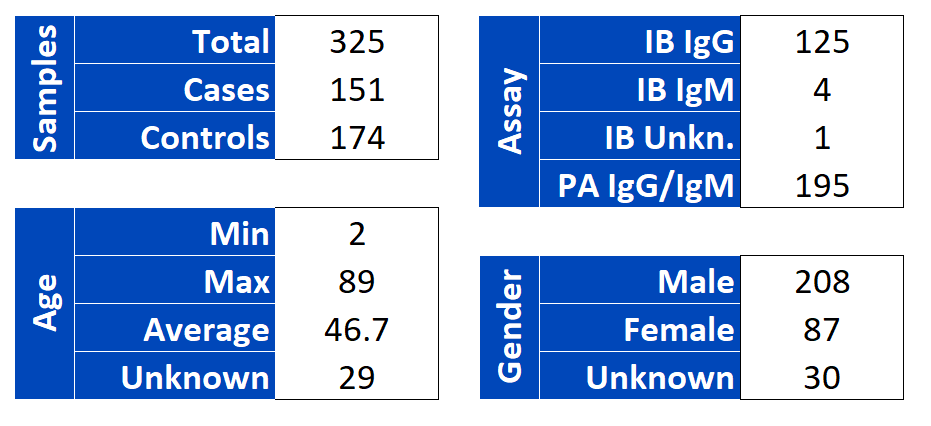 Samples
Total 325
Cases 151
Controls 174
Assay
IB IgG 125
IB IgM 4
IB Unkn. 1
PA IgG/IgM 195
Age
Min 2
Max 89
Average 46.7
Unknown 29
Gender
Male 208
Female 87
Unknown 30